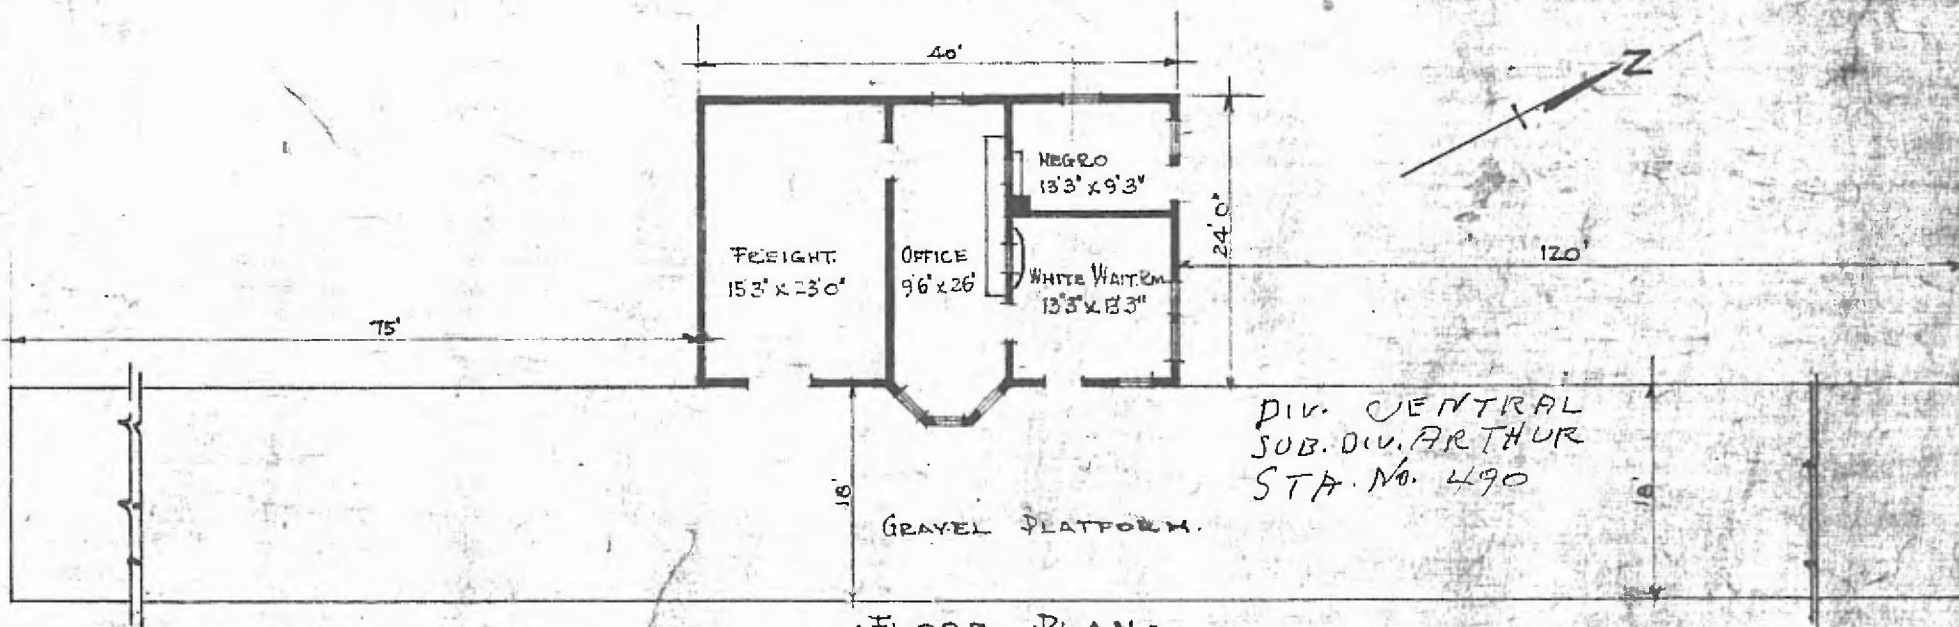 40'
Z
NEGRO
13'3" x 9'3"
24'0"
FREIGHT.
15'3" x 23'0"
OFFICE
9'6" x 26'
WHITE WAIT. RM
13'3" x 13'3"
120'
75'
DIV. CENTRAL
SUB. DIV. ARTHUR
STA. No. 490
18'
18'
GRAVEL PLATFORM.
FLOOR PLAN